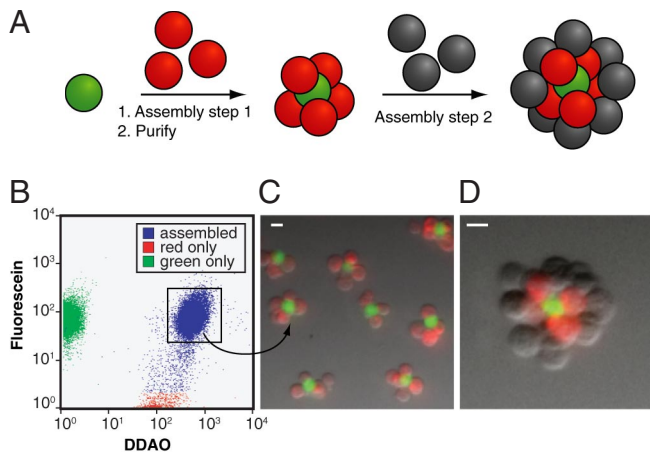 A
1. Assembly step 1
2. Purify
Assembly step 2
B
C
D
Fluorescein
10⁴
10³
10²
10¹
10⁰
assembled
red only
green only
10⁰ 10¹ 10² 10³ 10⁴
DDAO